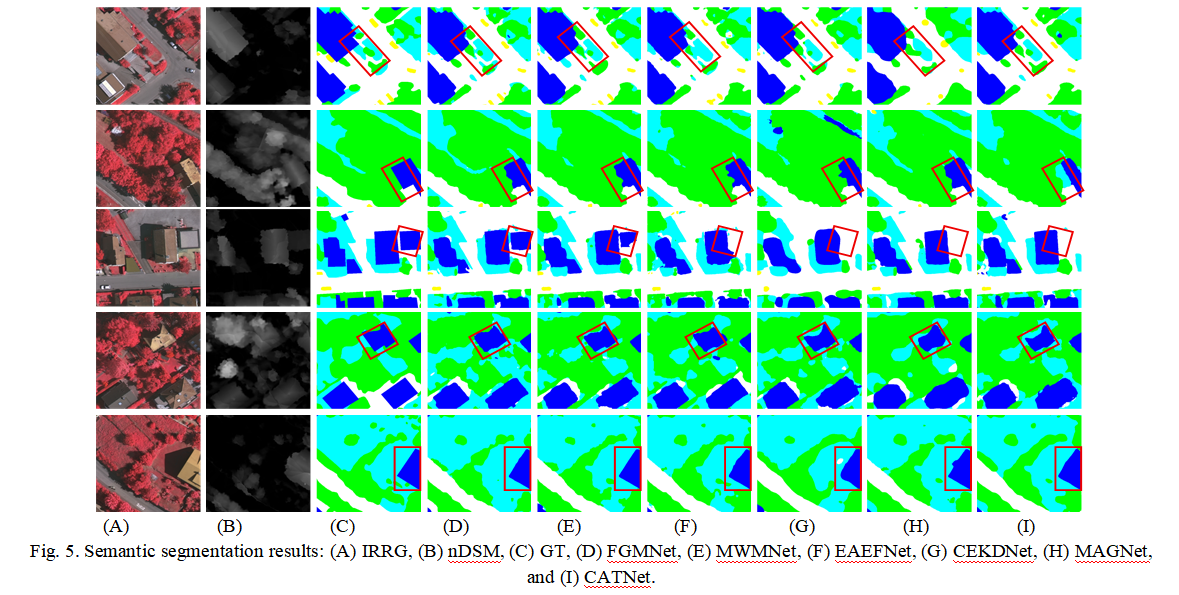 (A) (B) (C) (D) (E) (F) (G) (H) (I)
Fig. 5. Semantic segmentation results: (A) IRRG, (B) nDSM, (C) GT, (D) FGMNet, (E) MWMNet, (F) EAEFNet, (G) CEKDNet, (H) MAGNet,
and (I) CATNet.